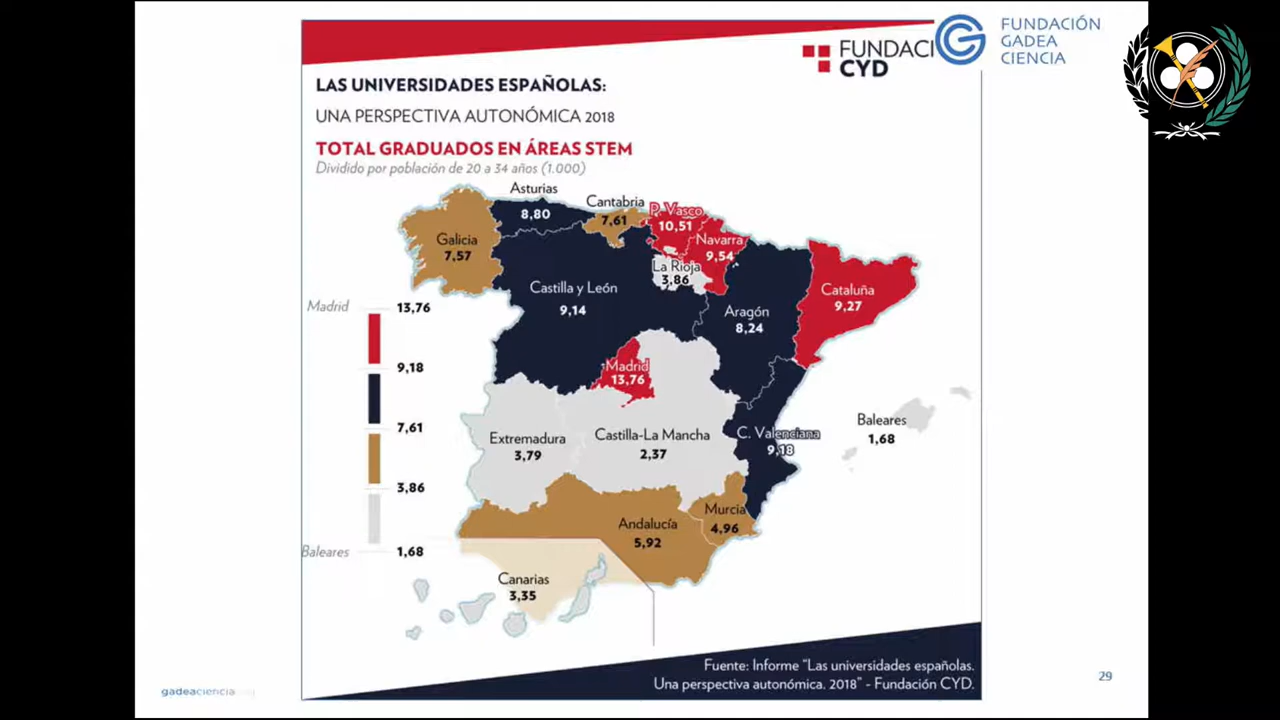 FUNDACI
CYD
FUNDACIÓN
GADEA
CIENCIA
LAS UNIVERSIDADES ESPAÑOLAS:
UNA PERSPECTIVA AUTONÓMICA 2018
TOTAL GRADUADOS EN ÁREAS STEM
Dividido por población de 20 a 34 años (1.000)
Asturias
8,80
Cantabria
7,61
P. Vasco
10,51
Galicia
7,57
Navarra
9,54
La Rioja
3,86
Castilla y León
9,14
Aragón
8,24
Cataluña
9,27
Madrid
13,76
9,18
7,61
3,86
Baleares
1,68
Madrid
13,76
Extremadura
3,79
Castilla-La Mancha
2,37
C. Valenciana
9,18
Baleares
1,68
Andalucía
5,92
Murcia
4,96
Canarias
3,35
Fuente: Informe "Las universidades españolas.
Una perspectiva autonómica. 2018" - Fundación CYD.
gadeaciencia
29